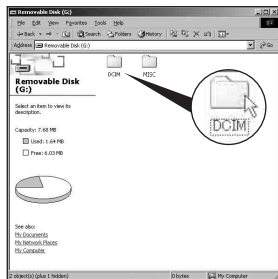 Removable Disk (G:)
File Edit View Favorites Tools Help
Back Search Folders History
Address Removable Disk (G:) Go
DCIM MISC
Removable Disk
(G:)
Select an item to view its
description.
Capacity: 7.68 MB
Used: 1.64 MB
Free: 6.03 MB
DCIM
See also:
My Documents
My Network Places
My Computer
2 object(s) (plus 1 hidden) 0 bytes My Computer